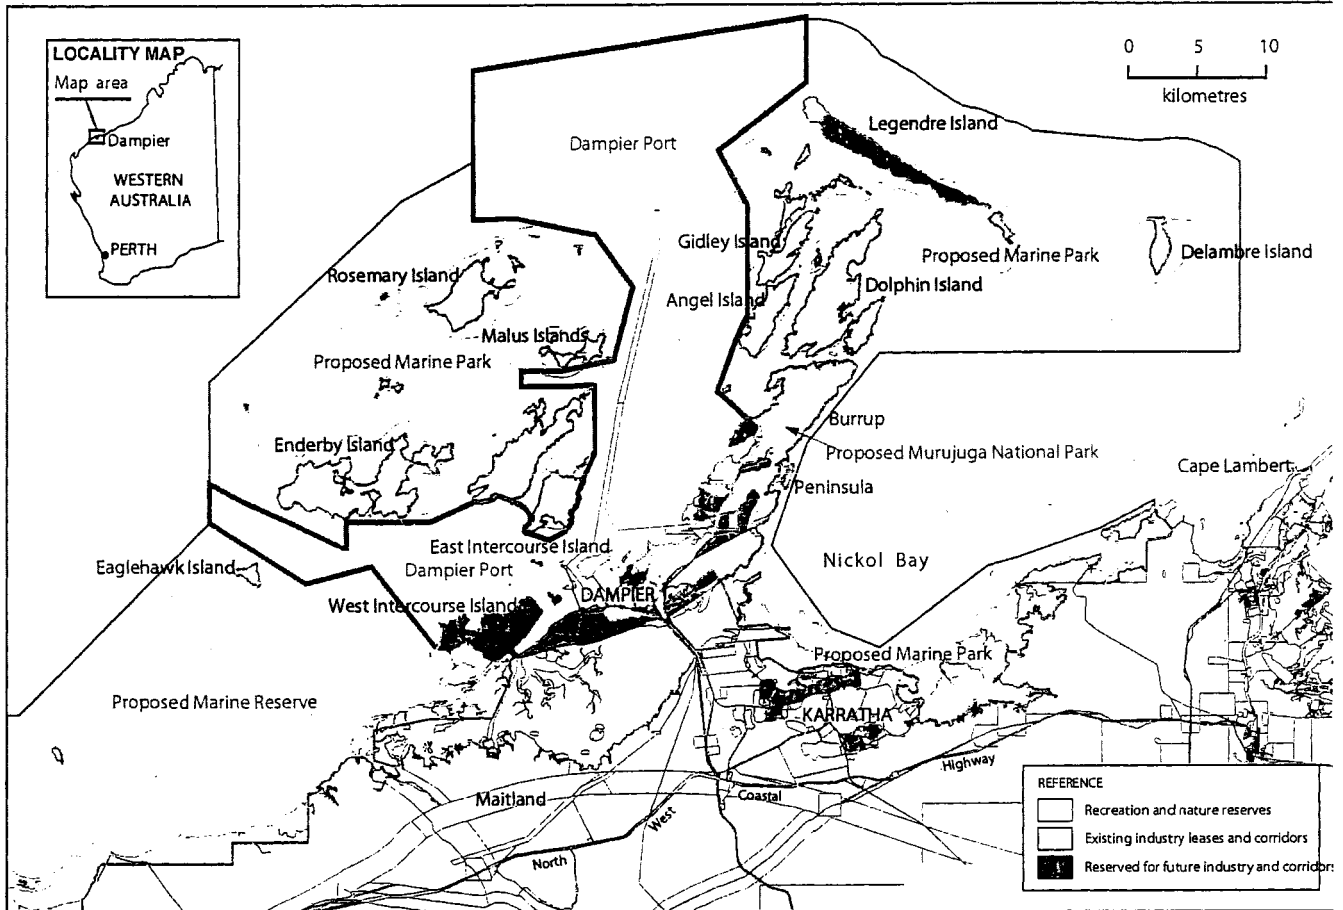 LOCALITY MAP
Map area
Dampier
WESTERN
AUSTRALIA
PERTH
0 5 10
kilometres
Dampier Port
Legendre Island
Gidley Island
Proposed Marine Park
Delambre Island
Rosemary Island
Angel Island
Dolphin Island
Malus Islands
Proposed Marine Park
Burrup
Enderby Island
Proposed Murujuga National Park
Cape Lambert
Peninsula
East Intercourse Island
Nickol Bay
Eaglehawk Island
Dampier Port
DAMPIER
West Intercourse Island
Proposed Marine Park
Proposed Marine Reserve
KARRATHA
Highway
Maitland
Coastal
West
North
REFERENCE
Recreation and nature reserves
Existing industry leases and corridors
Reserved for future industry and corridors